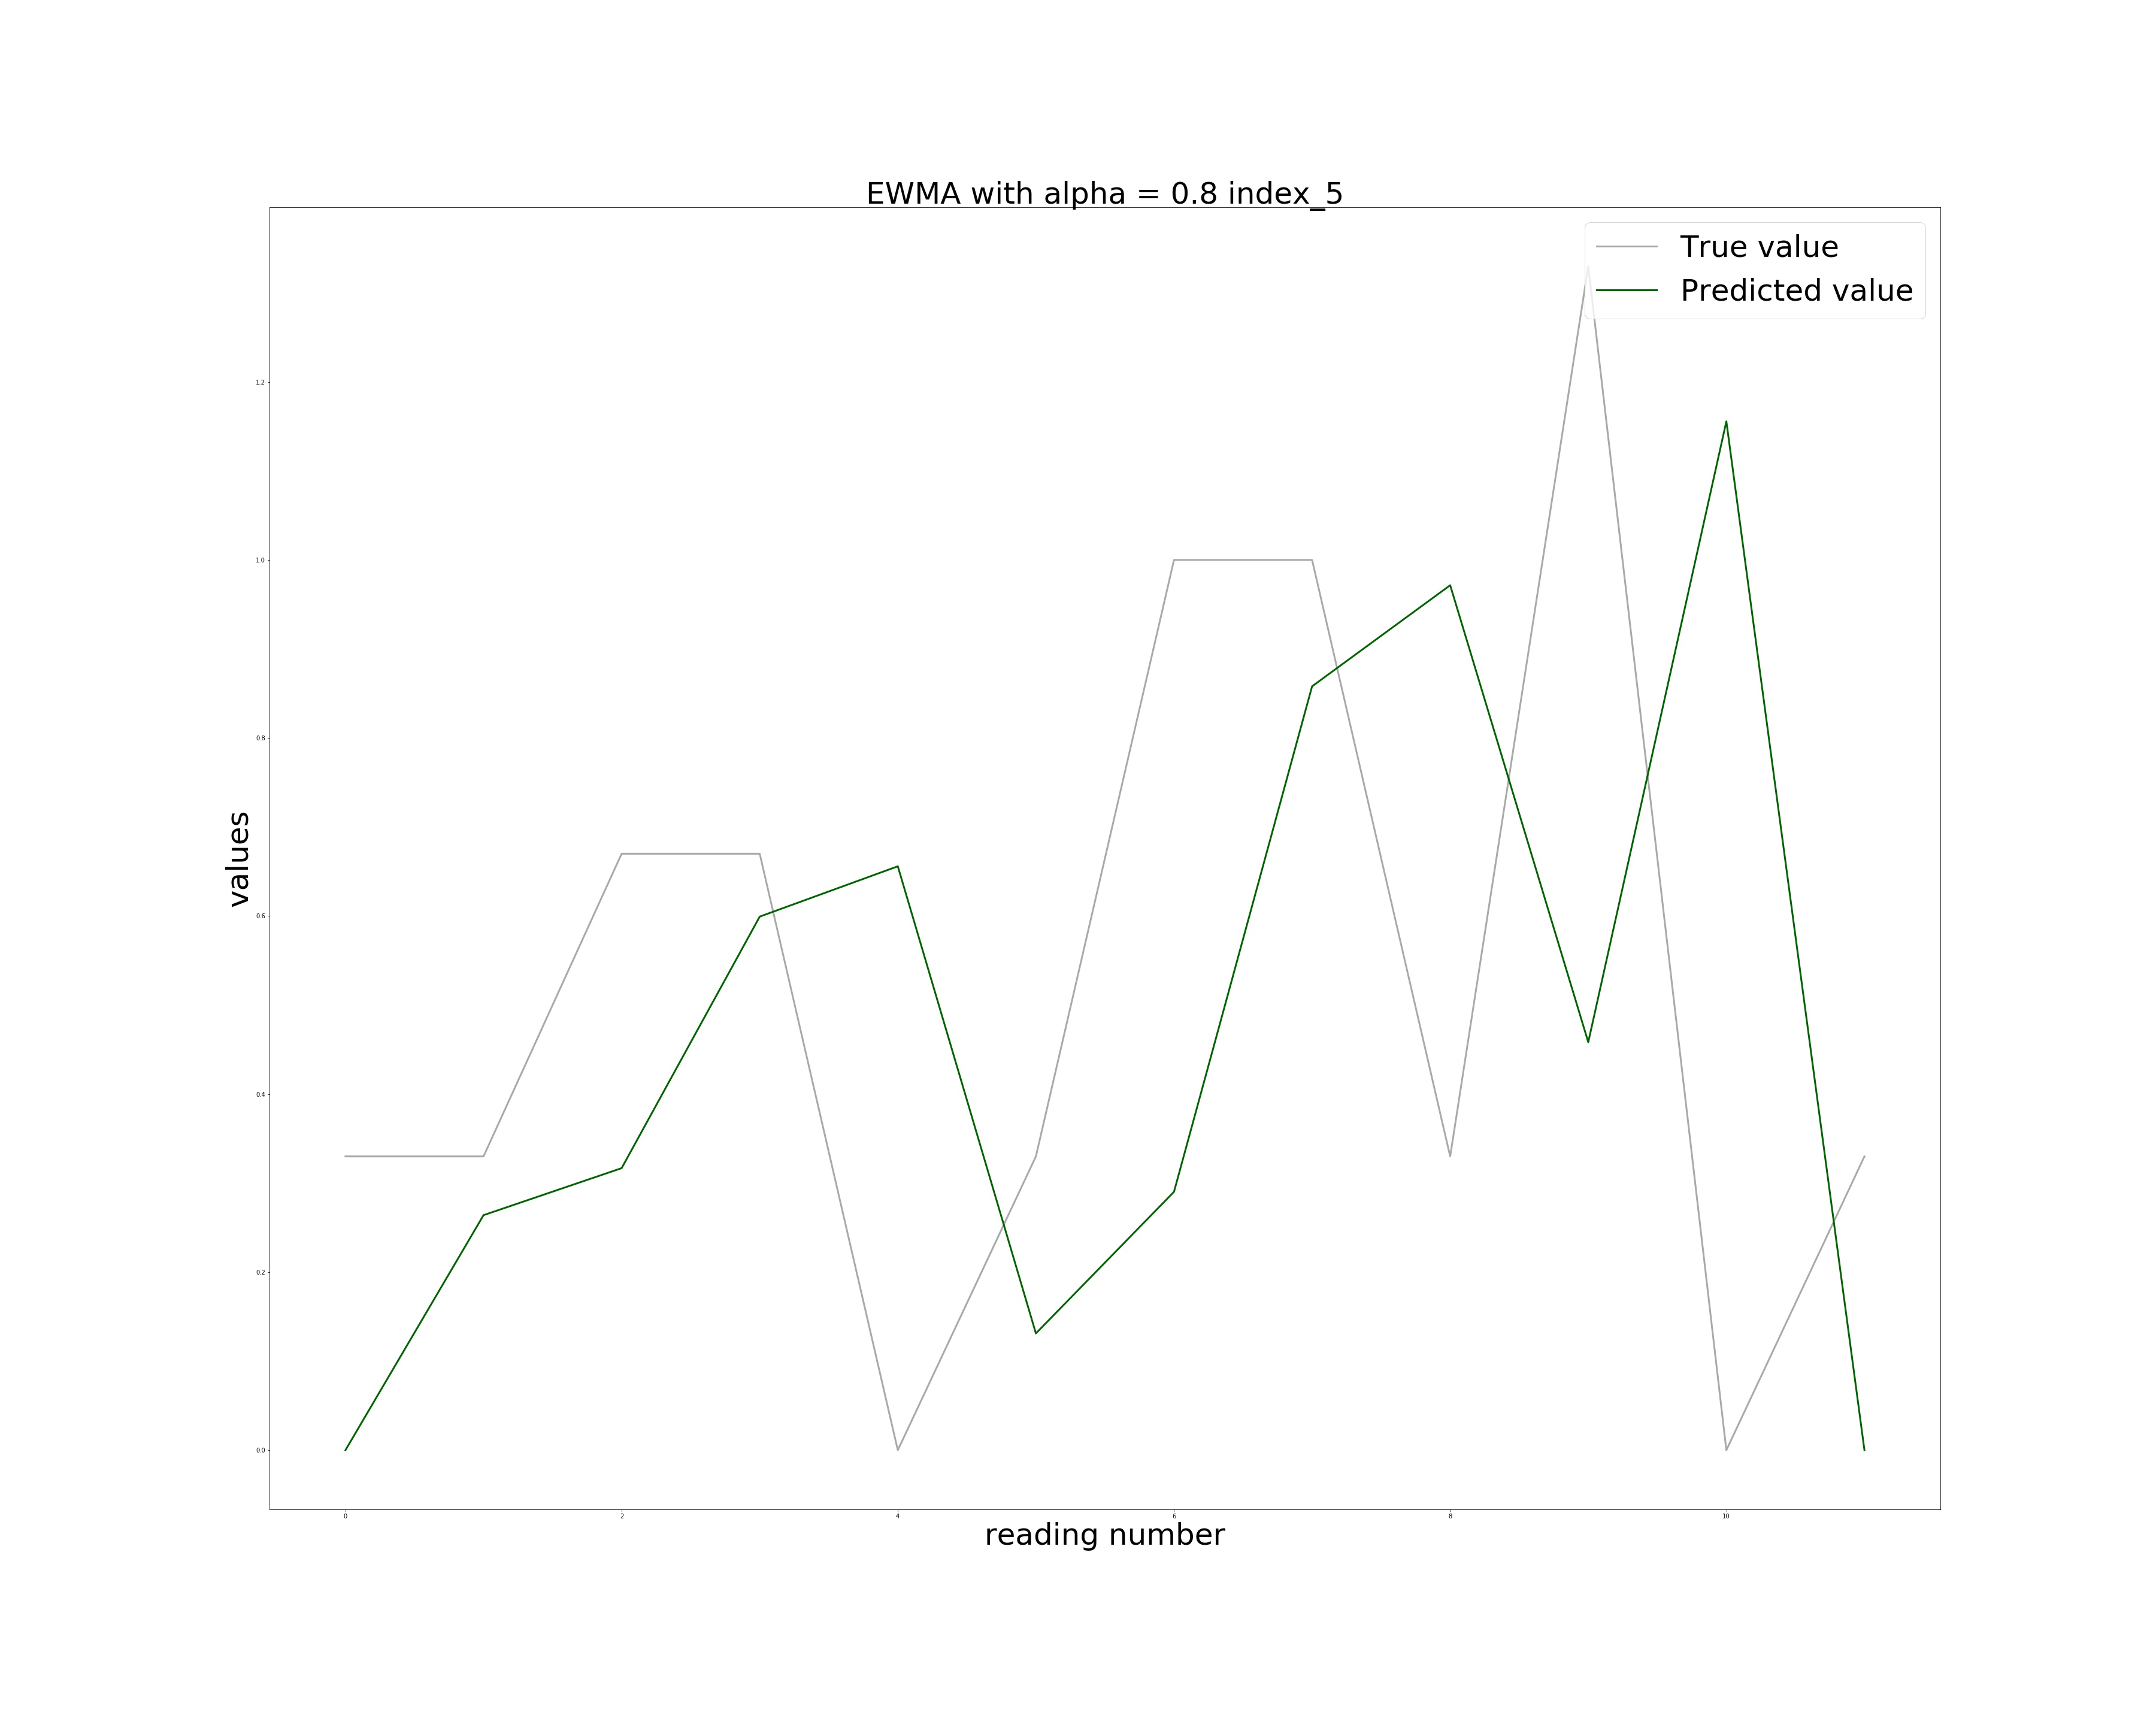 EWMA with alpha = 0.8 index_5
True value
Predicted value
1.2
1.0
0.8
0.6
0.4
0.2
0.0
values
0 2 4 6 8 10
reading number